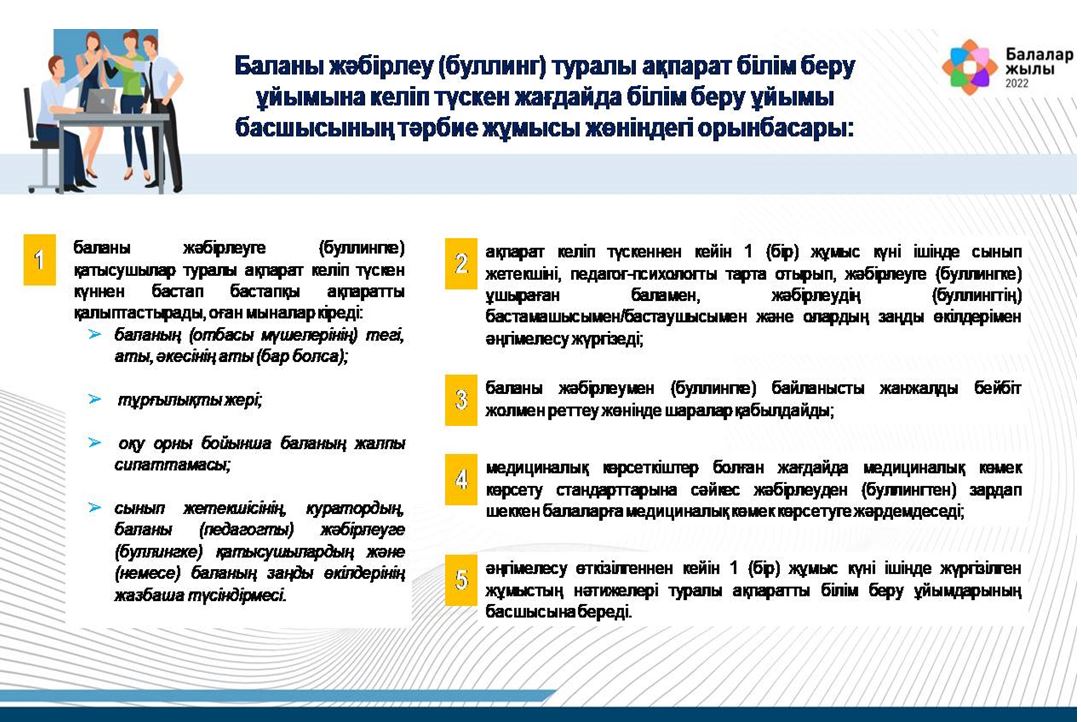 Баланы жәбірлеу (буллинг) туралы ақпарат білім беру
ұйымына келіп түскен жағдайда білім беру ұйымы
басшысының тәрбие жұмысы жөніндегі орынбасары:
Балалар
жылы
2022
1
баланы жәбірлеуге (буллингке)
қатысушылар туралы ақпарат келіп түскен
күннен бастап бастапқы ақпаратты
қалыптастырады, оған мыналар кіреді:
➢ баланың (отбасы мүшелерінің) тегі,
аты, әкесінің аты (бар болса);
➢ тұрғылықты жері;
➢ оқу орны бойынша баланың жалпы
сипаттамасы;
➢ сынып жетекшісінің, куратордың,
баланы (педагогты) жәбірлеуге
(буллингке) қатысушылардың және
(немесе) баланың заңды өкілдерінің
жазбаша түсіндірмесі.
2
ақпарат келіп түскеннен кейін 1 (бір) жұмыс күні ішінде сынып
жетекшіні, педагог-психологты тарта отырып, жәбірлеуге (буллингке)
ұшыраған баламен, жәбірлеудің (буллингтің)
бастамашысымен/бастаушысымен және олардың заңды өкілдерімен
әңгімелесу жүргізеді;
3
баланы жәбірлеумен (буллингке) байланысты жанжалды бейбіт
жолмен реттеу жөнінде шаралар қабылдайды;
4
медициналық көрсеткіштер болған жағдайда медициналық көмек
көрсету стандарттарына сәйкес жәбірлеуден (буллингтен) зардап
шеккен балаларға медициналық көмек көрсетуге жәрдемдеседі;
5
әңгімелесу өткізілгеннен кейін 1 (бір) жұмыс күні ішінде жүргізілген
жұмыстың нәтижелері туралы ақпаратты білім беру ұйымдарының
басшысына береді.